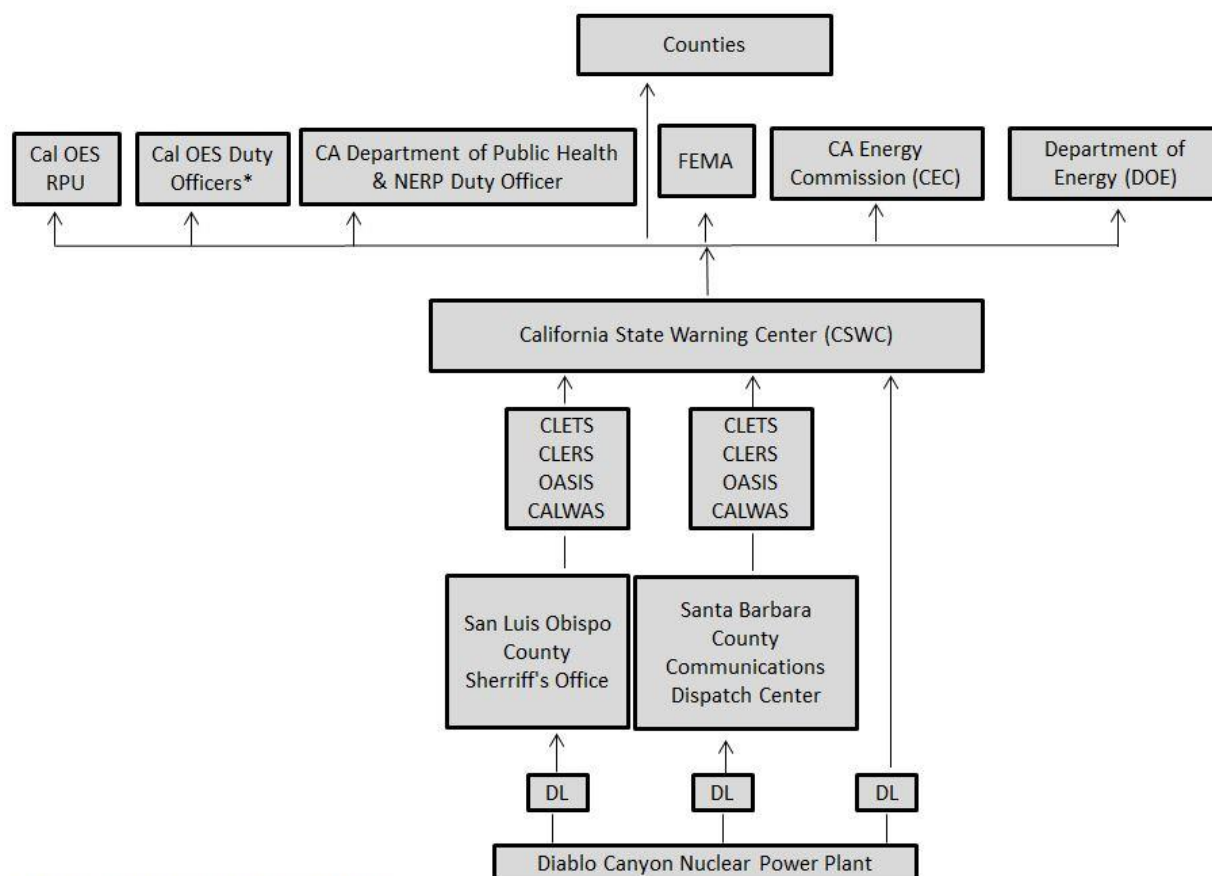 Counties
Cal OES
RPU
Cal OES Duty
Officers*
CA Department of Public Health
& NERP Duty Officer
FEMA
CA Energy
Commission (CEC)
Department of
Energy (DOE)
California State Warning Center (CSWC)
CLETS
CLERS
OASIS
CALWAS
CLETS
CLERS
OASIS
CALWAS
San Luis Obispo
County
Sherriff's Office
Santa Barbara
County
Communications
Dispatch Center
DL
DL
DL
Diablo Canyon Nuclear Power Plant